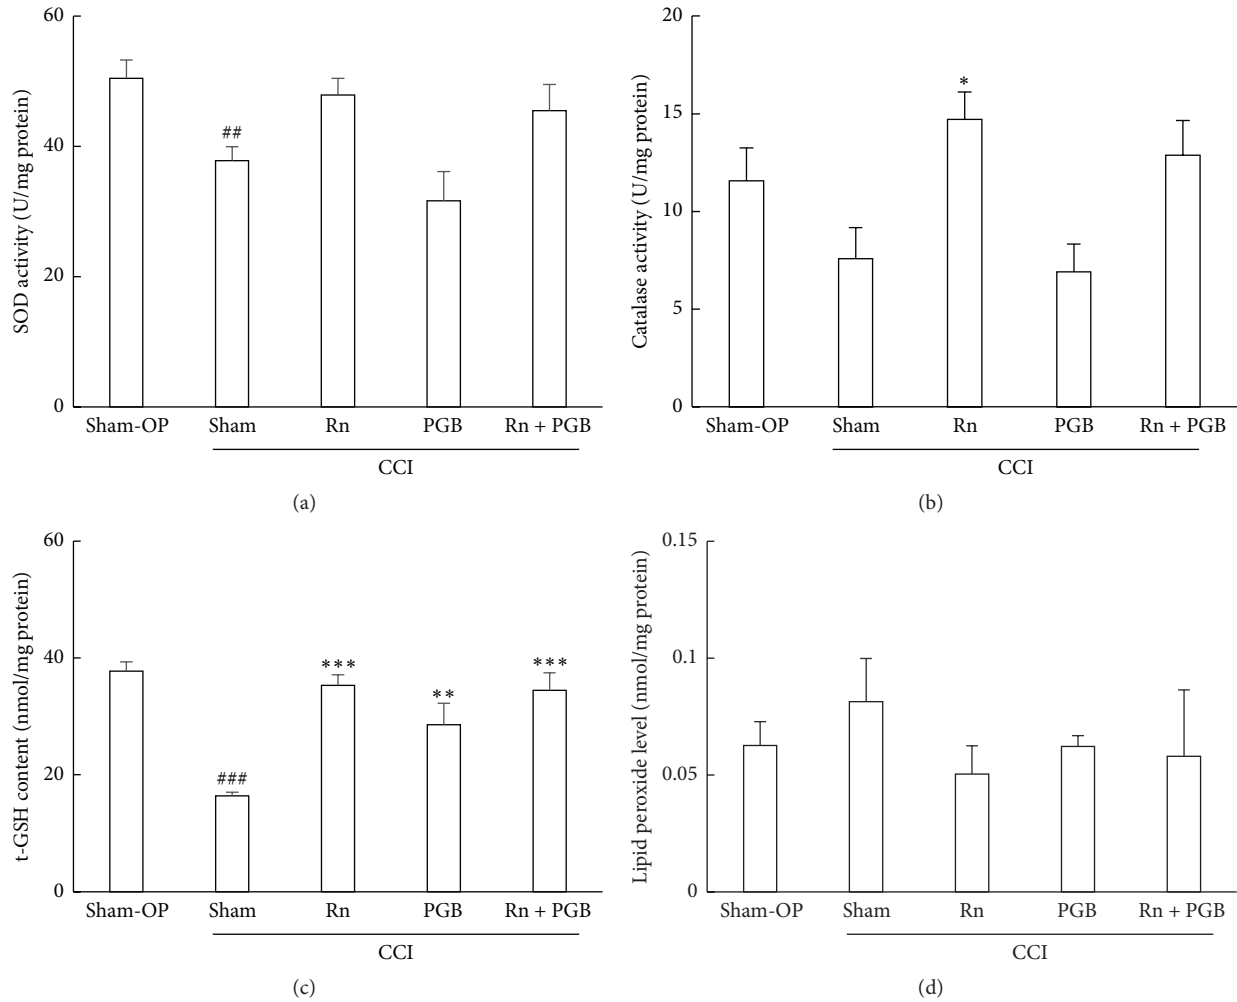 SOD activity (U/mg protein)
60
40
20
0
##
Sham-OP Sham Rn PGB Rn + PGB
CCI
(a)
Catalase activity (U/mg protein)
20
15
10
5
0
*
Sham-OP Sham Rn PGB Rn + PGB
CCI
(b)
t-GSH content (nmol/mg protein)
60
40
20
0
###
***
**
***
Sham-OP Sham Rn PGB Rn + PGB
CCI
(c)
Lipid peroxide level (nmol/mg protein)
0.15
0.1
0.05
0
Sham-OP Sham Rn PGB Rn + PGB
CCI
(d)